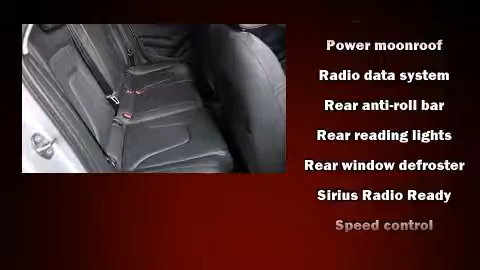 Power moonroof
Radio data system
Rear anti-roll bar
Rear reading lights
Rear window defroster
Sirius Radio Ready
Speed control